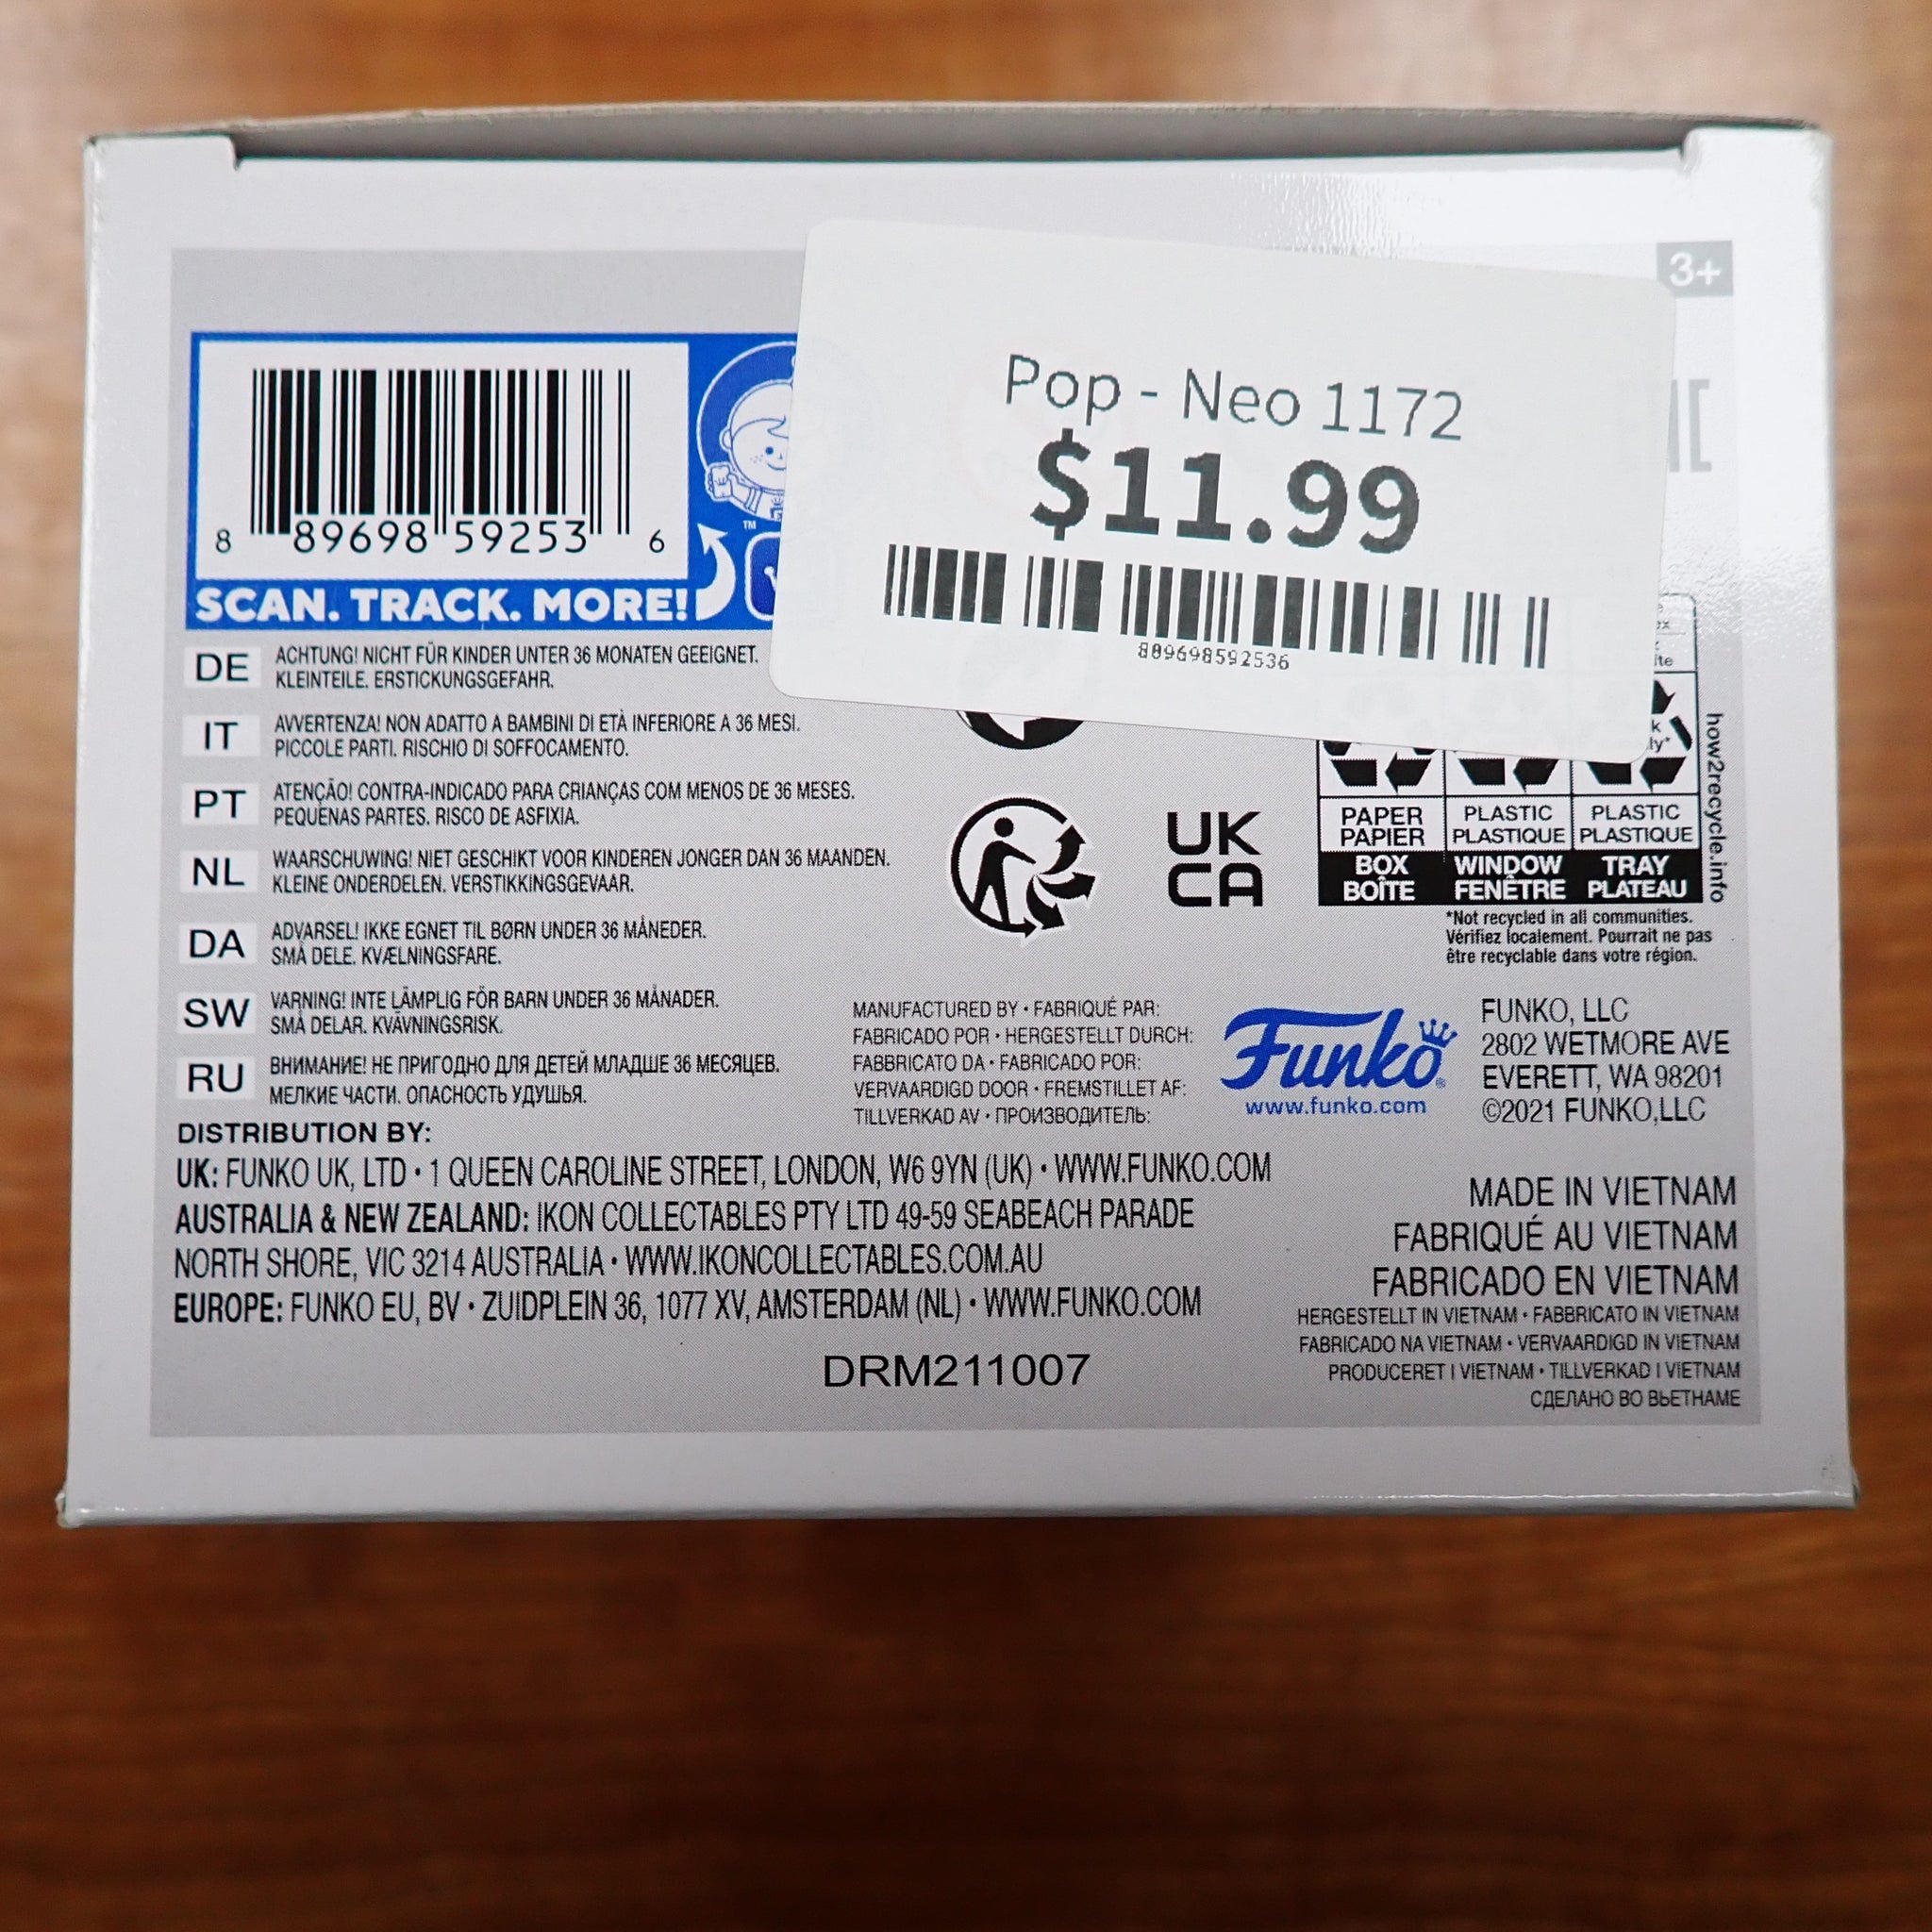 3+
Pop - Neo 1172
$11.99
889698592536
8 89698 59253 6
TM
SCAN. TRACK. MORE!
DE ACHTUNG! NICHT FÜR KINDER UNTER 36 MONATEN GEEIGNET.
KLEINTEILE. ERSTICKUNGSGEFAHR.
IT AVVERTENZA! NON ADATTO A BAMBINI DI ETÀ INFERIORE A 36 MESI.
PICCOLE PARTI. RISCHIO DI SOFFOCAMENTO.
PT ATENÇÃO! CONTRA-INDICADO PARA CRIANÇAS COM MENOS DE 36 MESES.
PEQUENAS PARTES. RISCO DE ASFIXIA.
NL WAARSCHUWING! NIET GESCHIKT VOOR KINDEREN JONGER DAN 36 MAANDEN.
KLEINE ONDERDELEN. VERSTIKKINGSGEVAAR.
DA ADVARSEL! IKKE EGNET TIL BØRN UNDER 36 MÅNEDER.
SMÅ DELE. KVÆLNINGSFARE.
SW VARNING! INTE LÄMPLIG FÖR BARN UNDER 36 MÅNADER.
SMÅ DELAR. KVÄVNINGSRISK.
RU ВНИМАНИЕ! НЕ ПРИГОДНО ДЛЯ ДЕТЕЙ МЛАДШЕ 36 МЕСЯЦЕВ.
МЕЛКИЕ ЧАСТИ. ОПАСНОСТЬ УДУШЬЯ.
UK
CA
PAPER
PAPIER
BOX
BOÎTE
PLASTIC
PLASTIQUE
WINDOW
FENÊTRE
PLASTIC
PLASTIQUE
TRAY
PLATEAU
how2recycle.info
*Not recycled in all communities.
Vérifiez localement. Pourrait ne pas
être recyclable dans votre région.
MANUFACTURED BY • FABRIQUÉ PAR:
FABRICADO POR • HERGESTELLT DURCH:
FABBRICATO DA • FABRICADO POR:
VERVAARDIGD DOOR • FREMSTILLET AF:
TILLVERKAD AV • ПРОИЗВОДИТЕЛЬ:
Funko®
www.funko.com
FUNKO, LLC
2802 WETMORE AVE
EVERETT, WA 98201
©2021 FUNKO,LLC
DISTRIBUTION BY:
UK: FUNKO UK, LTD • 1 QUEEN CAROLINE STREET, LONDON, W6 9YN (UK) • WWW.FUNKO.COM
AUSTRALIA & NEW ZEALAND: IKON COLLECTABLES PTY LTD 49-59 SEABEACH PARADE
NORTH SHORE, VIC 3214 AUSTRALIA • WWW.IKONCOLLECTABLES.COM.AU
EUROPE: FUNKO EU, BV • ZUIDPLEIN 36, 1077 XV, AMSTERDAM (NL) • WWW.FUNKO.COM
DRM211007
MADE IN VIETNAM
FABRIQUÉ AU VIETNAM
FABRICADO EN VIETNAM
HERGESTELLT IN VIETNAM • FABBRICATO IN VIETNAM
FABRICADO NA VIETNAM • VERVAARDIGD IN VIETNAM
PRODUCERET I VIETNAM • TILLVERKAD I VIETNAM
СДЕЛАНО ВО ВЬЕТНАМЕ